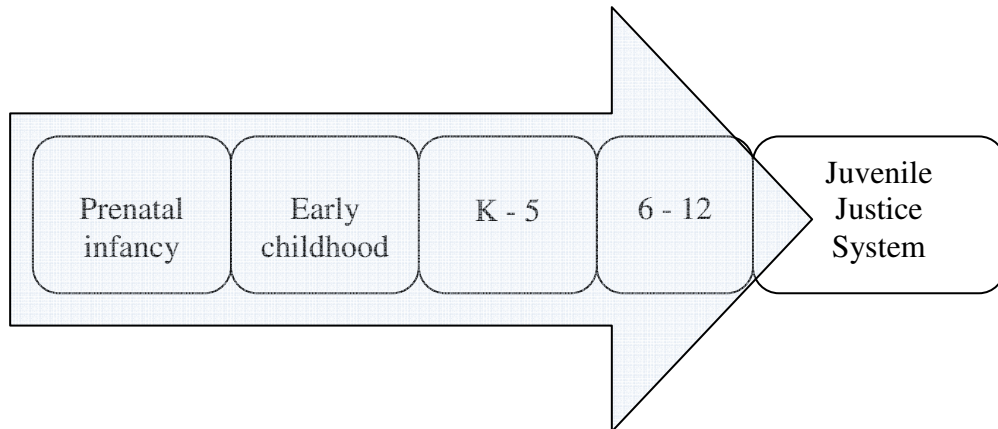 Prenatal
infancy
Early
childhood
K - 5
6 - 12
Juvenile
Justice
System